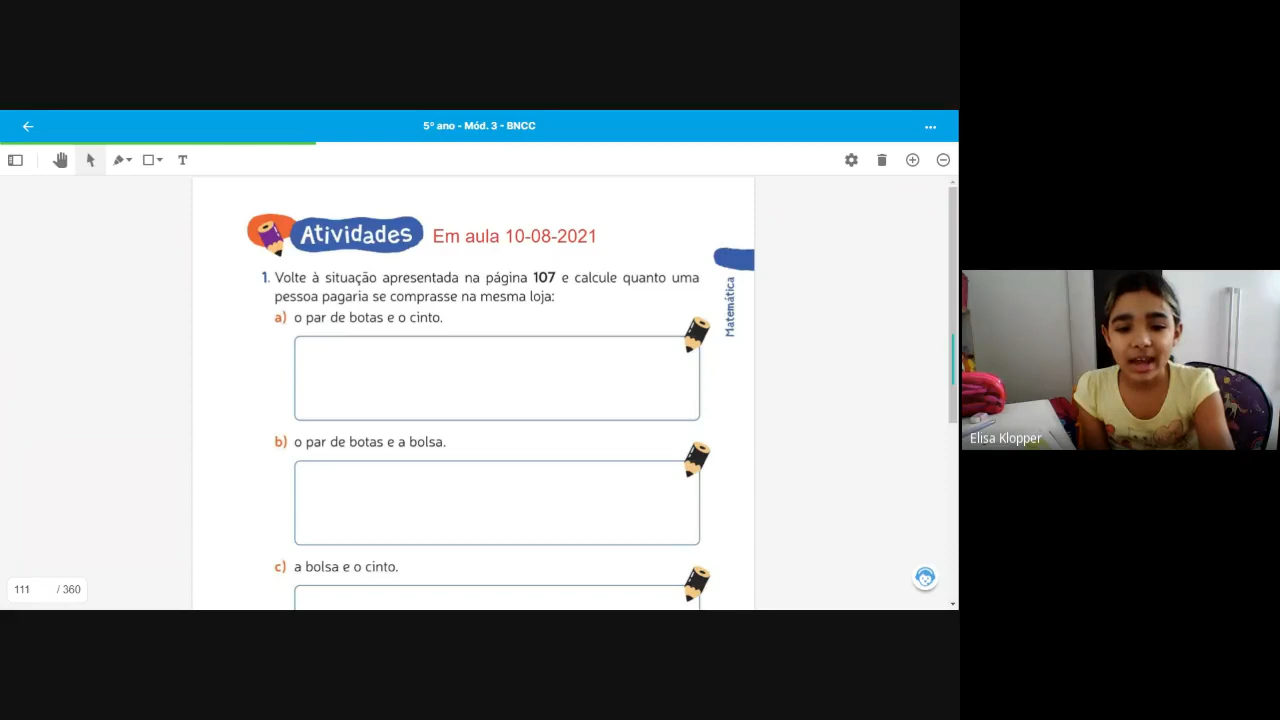 5º ano - Mód. 3 - BNCC
T
Atividades Em aula 10-08-2021
1. Volte à situação apresentada na página 107 e calcule quanto uma
pessoa pagaria se comprasse na mesma loja:
a) o par de botas e o cinto.
b) o par de botas e a bolsa.
c) a bolsa e o cinto.
Matemática
111 / 360
Elisa Klopper